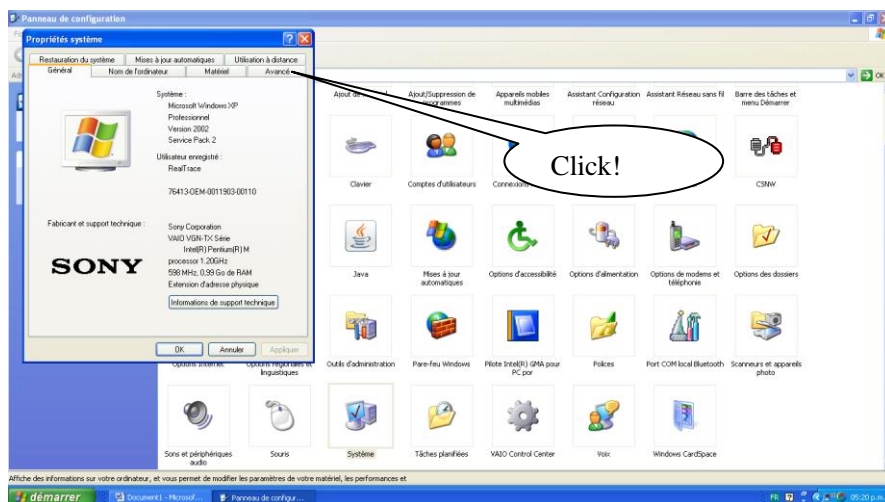 Panneau de configuration
Propriétés système
Restauration du système Mises à jour automatiques Utilisation à distance
Général Nom de l'ordinateur Matériel Avancé
Système :
Microsoft Windows XP
Professionnel
Version 2002
Service Pack 2
Utilisateur enregistré :
RealTrace
76413-OEM-0011903-00110
Fabricant et support technique :
Sony Corporation
VAIO VGN-TX Série
Intel(R) Pentium(R) M
processor 1.20GHz
598 MHz, 0,99 Go de RAM
Extension d'adresse physique
SONY
Informations de support technique
OK Annuler Appliquer
OK
Ajout de
Ajout/Suppression de
programmes
Appareils mobiles
multimédias
Assistant Configuration
réseau
Assistant Réseau sans fil
Barre des tâches et
menu Démarrer
Click!
Clavier
Comptes d'utilisateurs
Connexions
CSNW
Java
Mises à jour
automatiques
Options d'accessibilité
Options d'alimentation
Options de modems et
téléphonie
Options des dossiers
Options Internet
Options régionales et
linguistiques
Outils d'administration
Pare-feu Windows
Pilote Intel(R) GMA pour
PC por
Polices
Port COM local Bluetooth
Scanneurs et appareils
photo
Sons et périphériques
audio
Souris
Système
Tâches planifiées
VAIO Control Center
Voix
Windows CardSpace
Affiche des informations sur votre ordinateur, et vous permet de modifier les paramètres de votre matériel, les performances et
démarrer
Document1 - Microsof...
Panneau de configur...
FR
05:20 p.m.